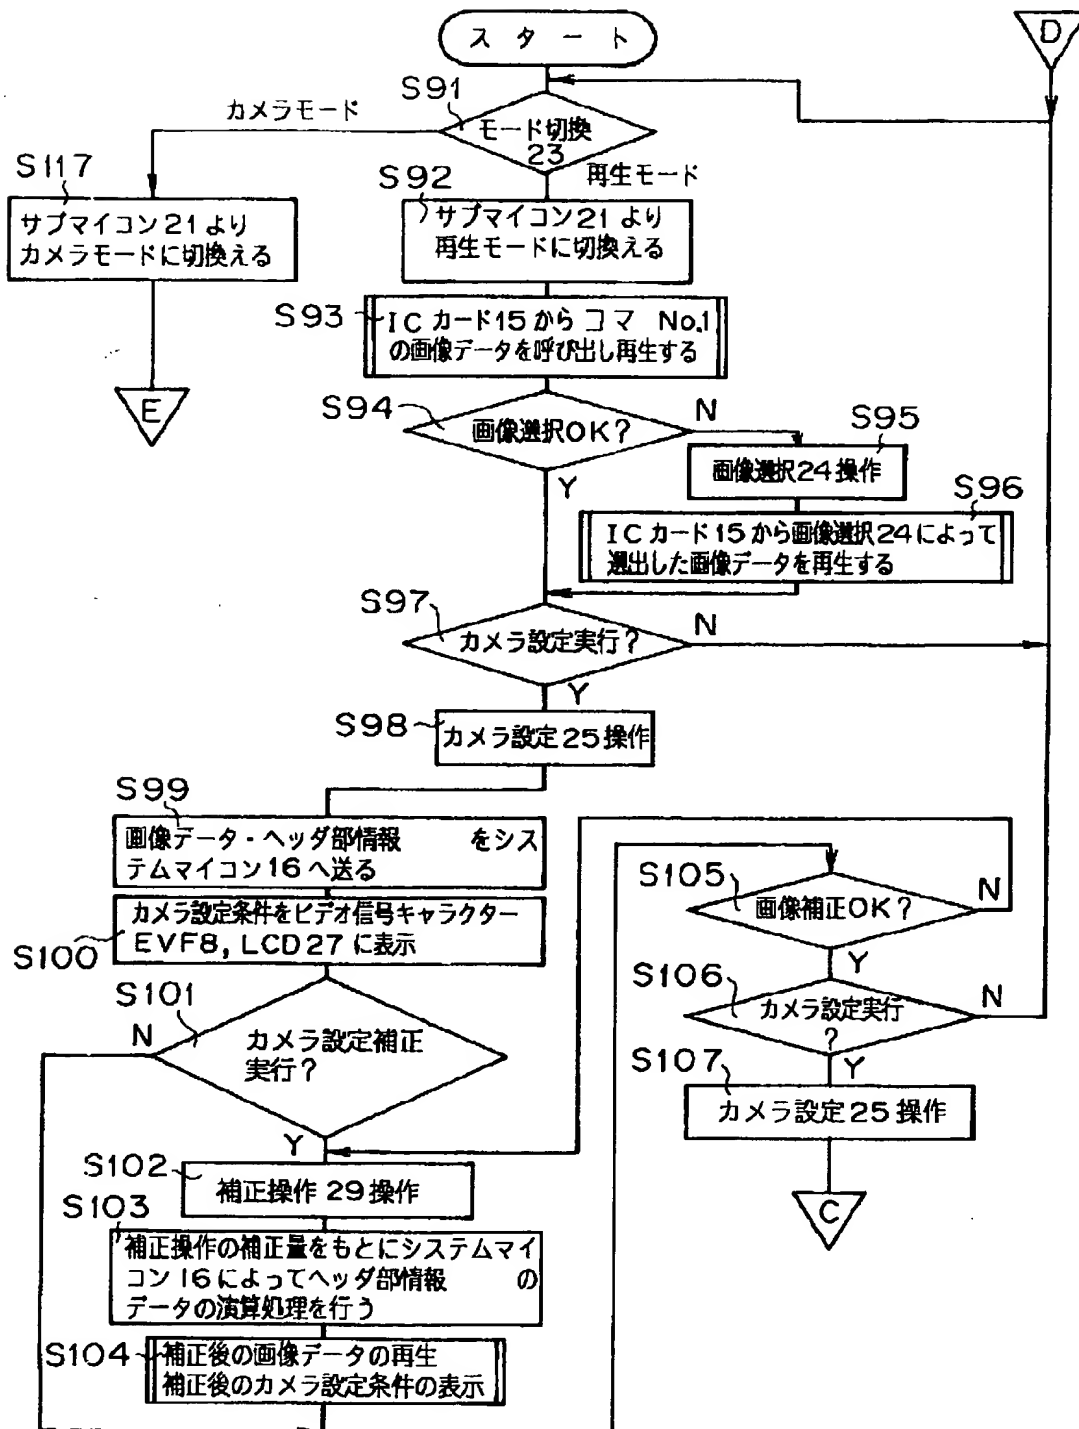 スタート
D
S91
カメラモード
モード切換
23
再生モード
S117
サブマイコン21より
カメラモードに切換える
S92
サブマイコン21より
再生モードに切換える
S93
ICカード15からコマ No.1
の画像データを呼び出し再生する
E
S94
画像選択OK?
N
Y
S95
画像選択24操作
S96
ICカード15から画像選択24によって
選出した画像データを再生する
S97
カメラ設定実行?
N
Y
S98
カメラ設定25操作
S99
画像データ・ヘッダ部情報 をシス
テムマイコン16へ送る
S100
カメラ設定条件をビデオ信号キャラクター
EVF8, LCD27に表示
S101
N
カメラ設定補正
実行?
Y
S102
補正操作29操作
S103
補正操作の補正量をもとにシステムマイ
コン16によってヘッダ部情報 の
データの演算処理を行う
S104
補正後の画像データの再生
補正後のカメラ設定条件の表示
S105
画像補正OK?
N
Y
S106
カメラ設定実行
?
N
Y
S107
カメラ設定25操作
C